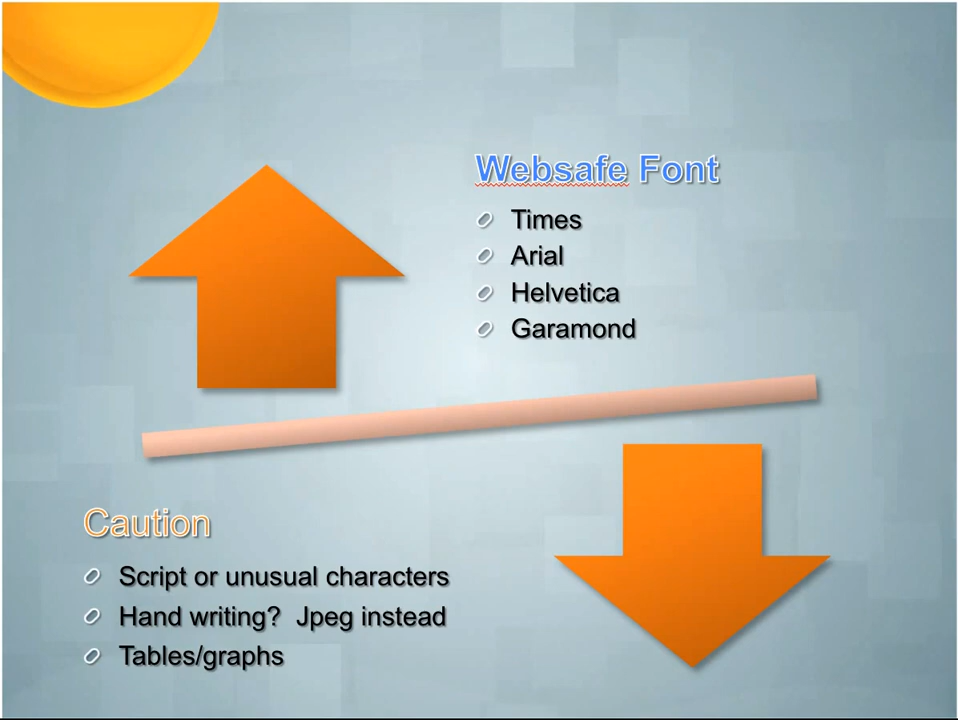 Websafe Font
Times
Arial
Helvetica
Garamond
Caution
Script or unusual characters
Hand writing?  Jpeg instead
Tables/graphs